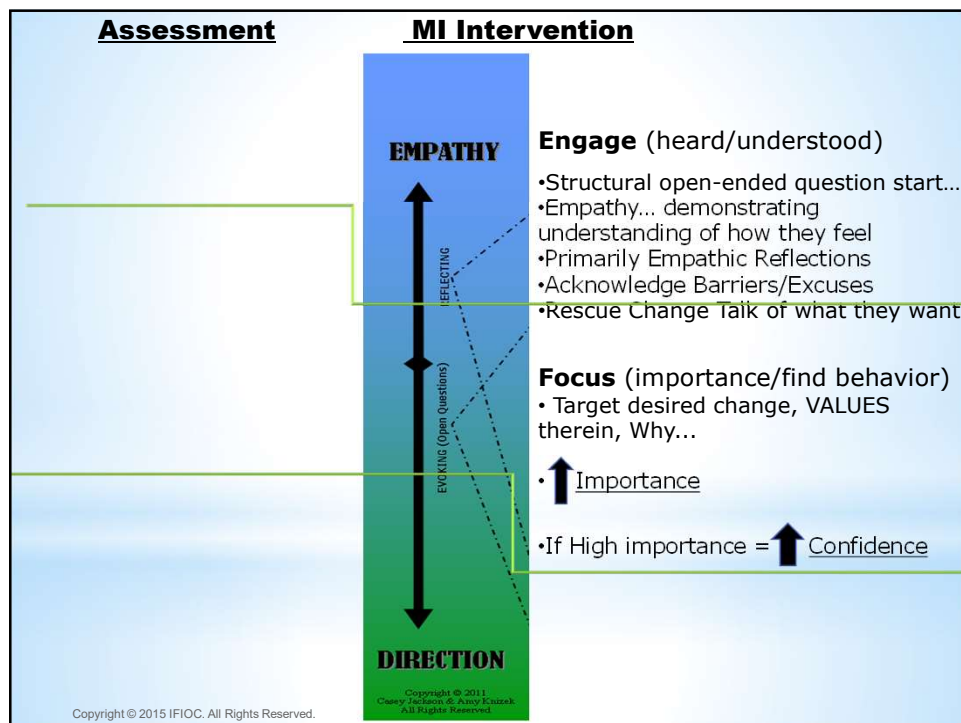 Assessment
MI Intervention
EMPATHY
REFLECTING
EVOKING (Open Questions)
DIRECTION
Copyright © 2011
Casey Jackson & Amy Knizek
All Rights Reserved
Engage (heard/understood)
•Structural open-ended question start…
•Empathy… demonstrating
understanding of how they feel
•Primarily Empathic Reflections
•Acknowledge Barriers/Excuses
•Rescue Change Talk of what they want
Focus (importance/find behavior)
• Target desired change, VALUES
therein, Why...
• Importance
•If High importance = Confidence
Copyright © 2015 IFIOC. All Rights Reserved.